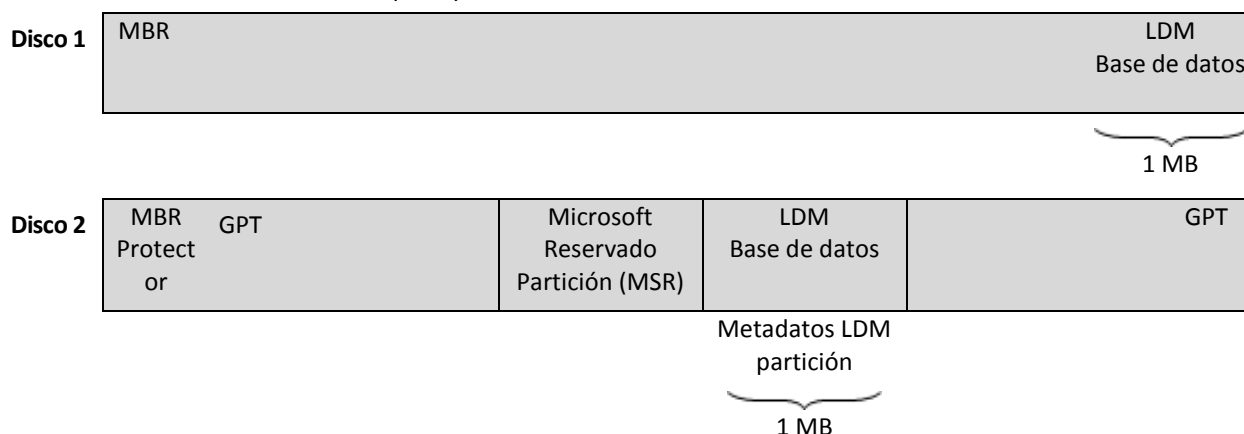 Disco 1
MBR
LDM
Base de datos
1 MB
Disco 2
MBR
Protect
or
GPT
Microsoft
Reservado
Partición (MSR)
LDM
Base de datos
GPT
Metadatos LDM
partición
1 MB